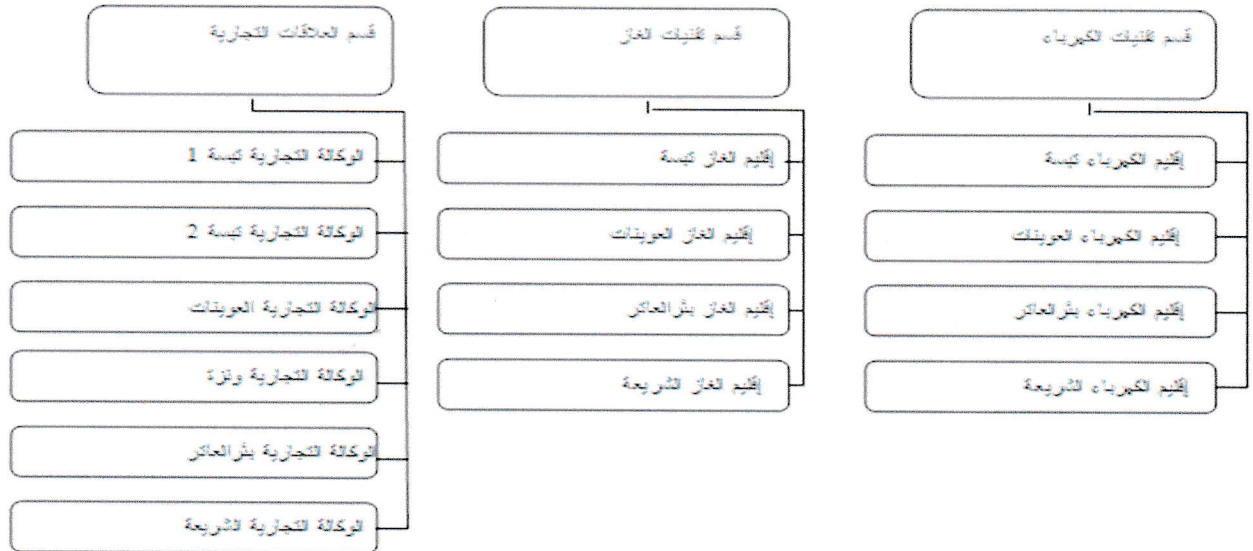 قسم تقنيات الكهرباء
إقليم الكهرباء تبسة
إقليم الكهرباء العوينات
إقليم الكهرباء بئرالعاتر
إقليم الكهرباء الشريعة
قسم تقنيات الغاز
إقليم الغاز تبسة
إقليم الغاز العوينات
إقليم الغاز بئرالعاتر
إقليم الغاز الشريعة
قسم العلاقات التجارية
الوكالة التجارية تبسة 1
الوكالة التجارية تبسة 2
الوكالة التجارية العوينات
الوكالة التجارية ونزة
الوكالة التجارية بئرالعاتر
الوكالة التجارية الشريعة